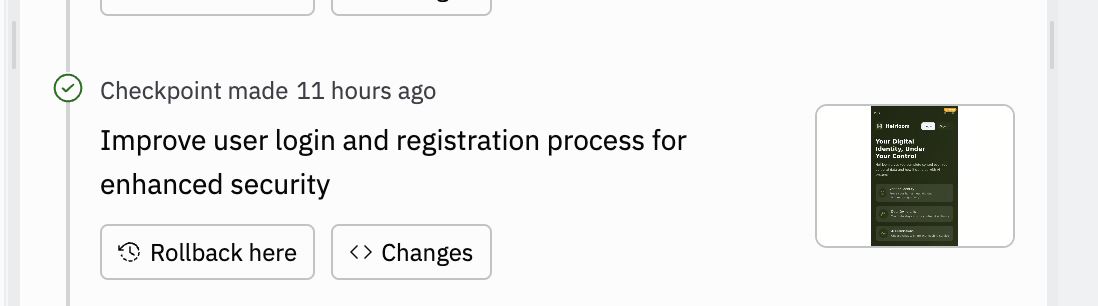 Checkpoint made 11 hours ago
Improve user login and registration process for
enhanced security
Rollback here
Changes
Heirloom
Your Digital
Identity, Under
Your Control